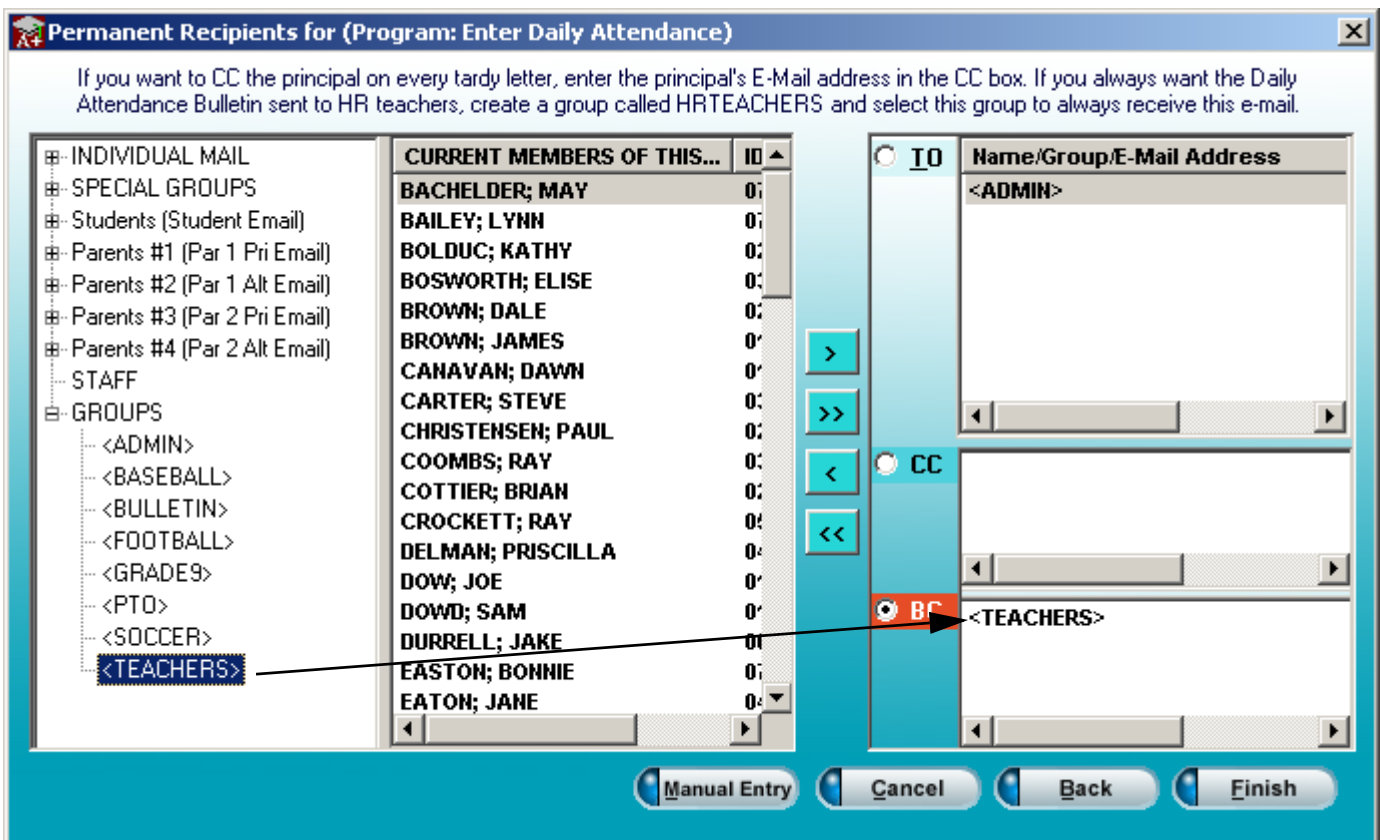 Permanent Recipients for (Program: Enter Daily Attendance)
If you want to CC the principal on every tardy letter, enter the principal's E-Mail address in the CC box. If you always want the Daily
Attendance Bulletin sent to HR teachers, create a group called HRTEACHERS and select this group to always receive this e-mail.
INDIVIDUAL MAIL
SPECIAL GROUPS
Students (Student Email)
Parents #1 (Par 1 Pri Email)
Parents #2 (Par 1 Alt Email)
Parents #3 (Par 2 Pri Email)
Parents #4 (Par 2 Alt Email)
STAFF
GROUPS
<ADMIN>
<BASEBALL>
<BULLETIN>
<FOOTBALL>
<GRADE9>
<PTO>
<SOCCER>
<TEACHERS>
CURRENT MEMBERS OF THIS... ID
BACHELDER; MAY
BAILEY; LYNN
BOLDUC; KATHY
BOSWORTH; ELISE
BROWN; DALE
BROWN; JAMES
CANAVAN; DAWN
CARTER; STEVE
CHRISTENSEN; PAUL
COOMBS; RAY
COTTIER; BRIAN
CROCKETT; RAY
DELMAN; PRISCILLA
DOW; JOE
DOWD; SAM
DURRELL; JAKE
EASTON; BONNIE
EATON; JANE
>
>>
<
<<
TO
Name/Group/E-Mail Address
<ADMIN>
CC
BC
<TEACHERS>
Manual Entry
Cancel
Back
Finish